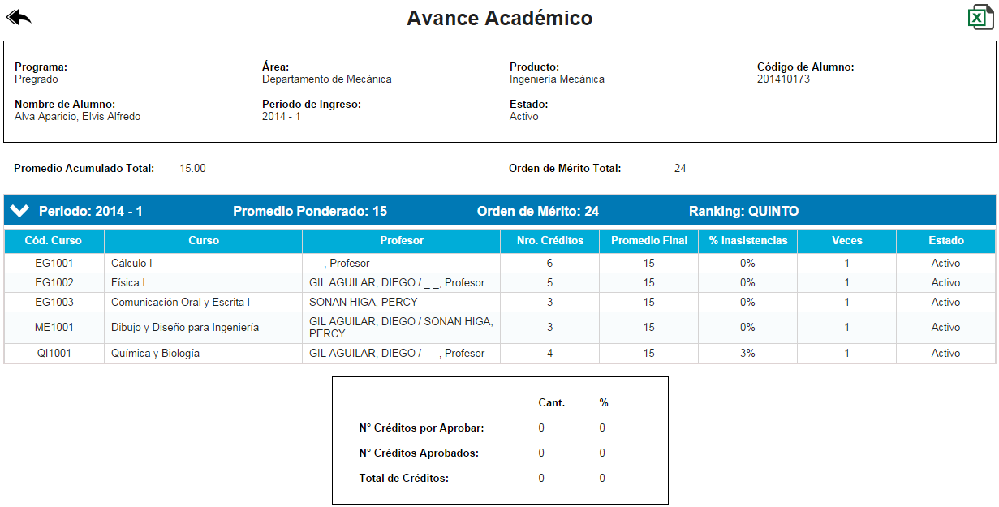 Avance Académico
Programa: Área: Producto: Código de Alumno:
Pregrado Departamento de Mecánica Ingeniería Mecánica 201410173
Nombre de Alumno: Periodo de Ingreso: Estado:
Alva Aparicio, Elvis Alfredo 2014 - 1 Activo
Promedio Acumulado Total: 15.00 Orden de Mérito Total: 24
Periodo: 2014 - 1 Promedio Ponderado: 15 Orden de Mérito: 24 Ranking: QUINTO
Cód. Curso Curso Profesor Nro. Créditos Promedio Final % Inasistencias Veces Estado
EG1001 Cálculo I _ _, Profesor 6 15 0% 1 Activo
EG1002 Física I GIL AGUILAR, DIEGO / _ _, Profesor 5 15 0% 1 Activo
EG1003 Comunicación Oral y Escrita I SONAN HIGA, PERCY 3 15 0% 1 Activo
ME1001 Dibujo y Diseño para Ingeniería GIL AGUILAR, DIEGO / SONAN HIGA, 3 15 0% 1 Activo
PERCY
QI1001 Química y Biología GIL AGUILAR, DIEGO / _ _, Profesor 4 15 3% 1 Activo
Cant. %
N° Créditos por Aprobar: 0 0
N° Créditos Aprobados: 0 0
Total de Créditos: 0 0